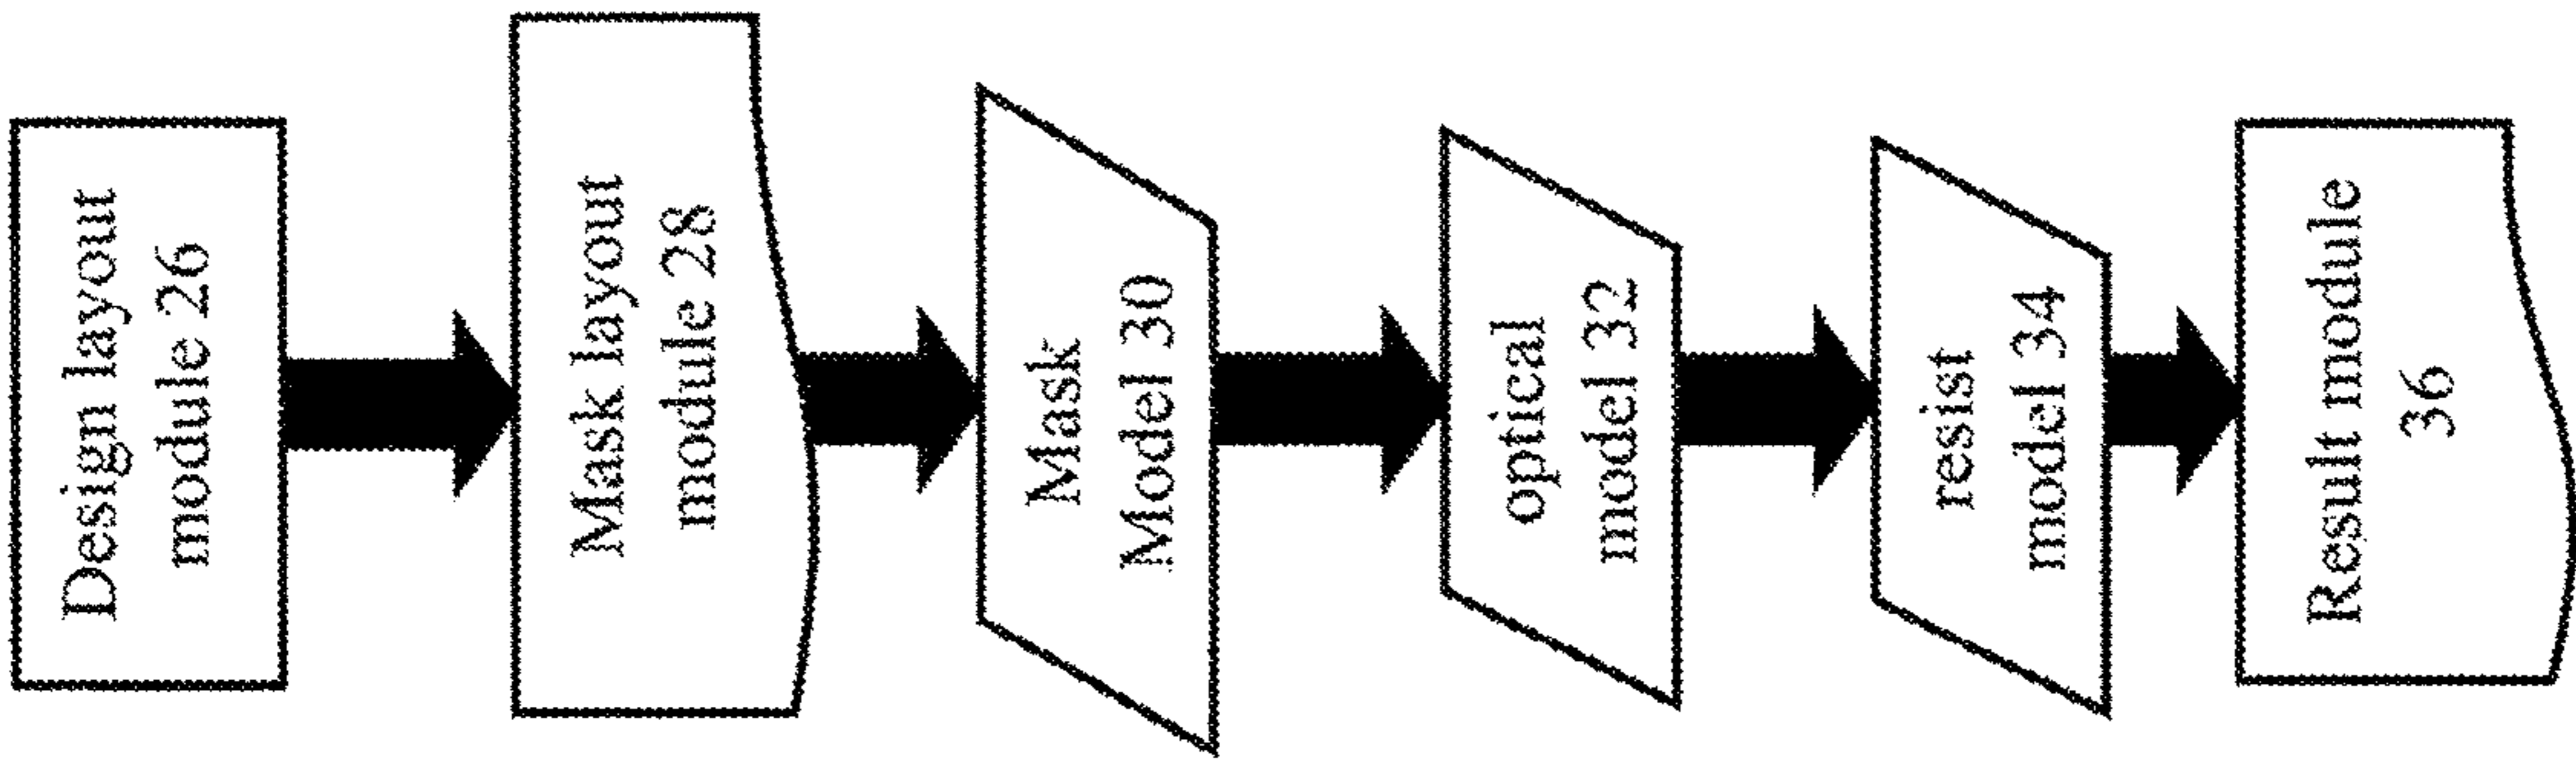 Design layout
module 26
Mask layout
module 28
Mask
Model 30
optical
model 32
resist
model 34
Result module
36